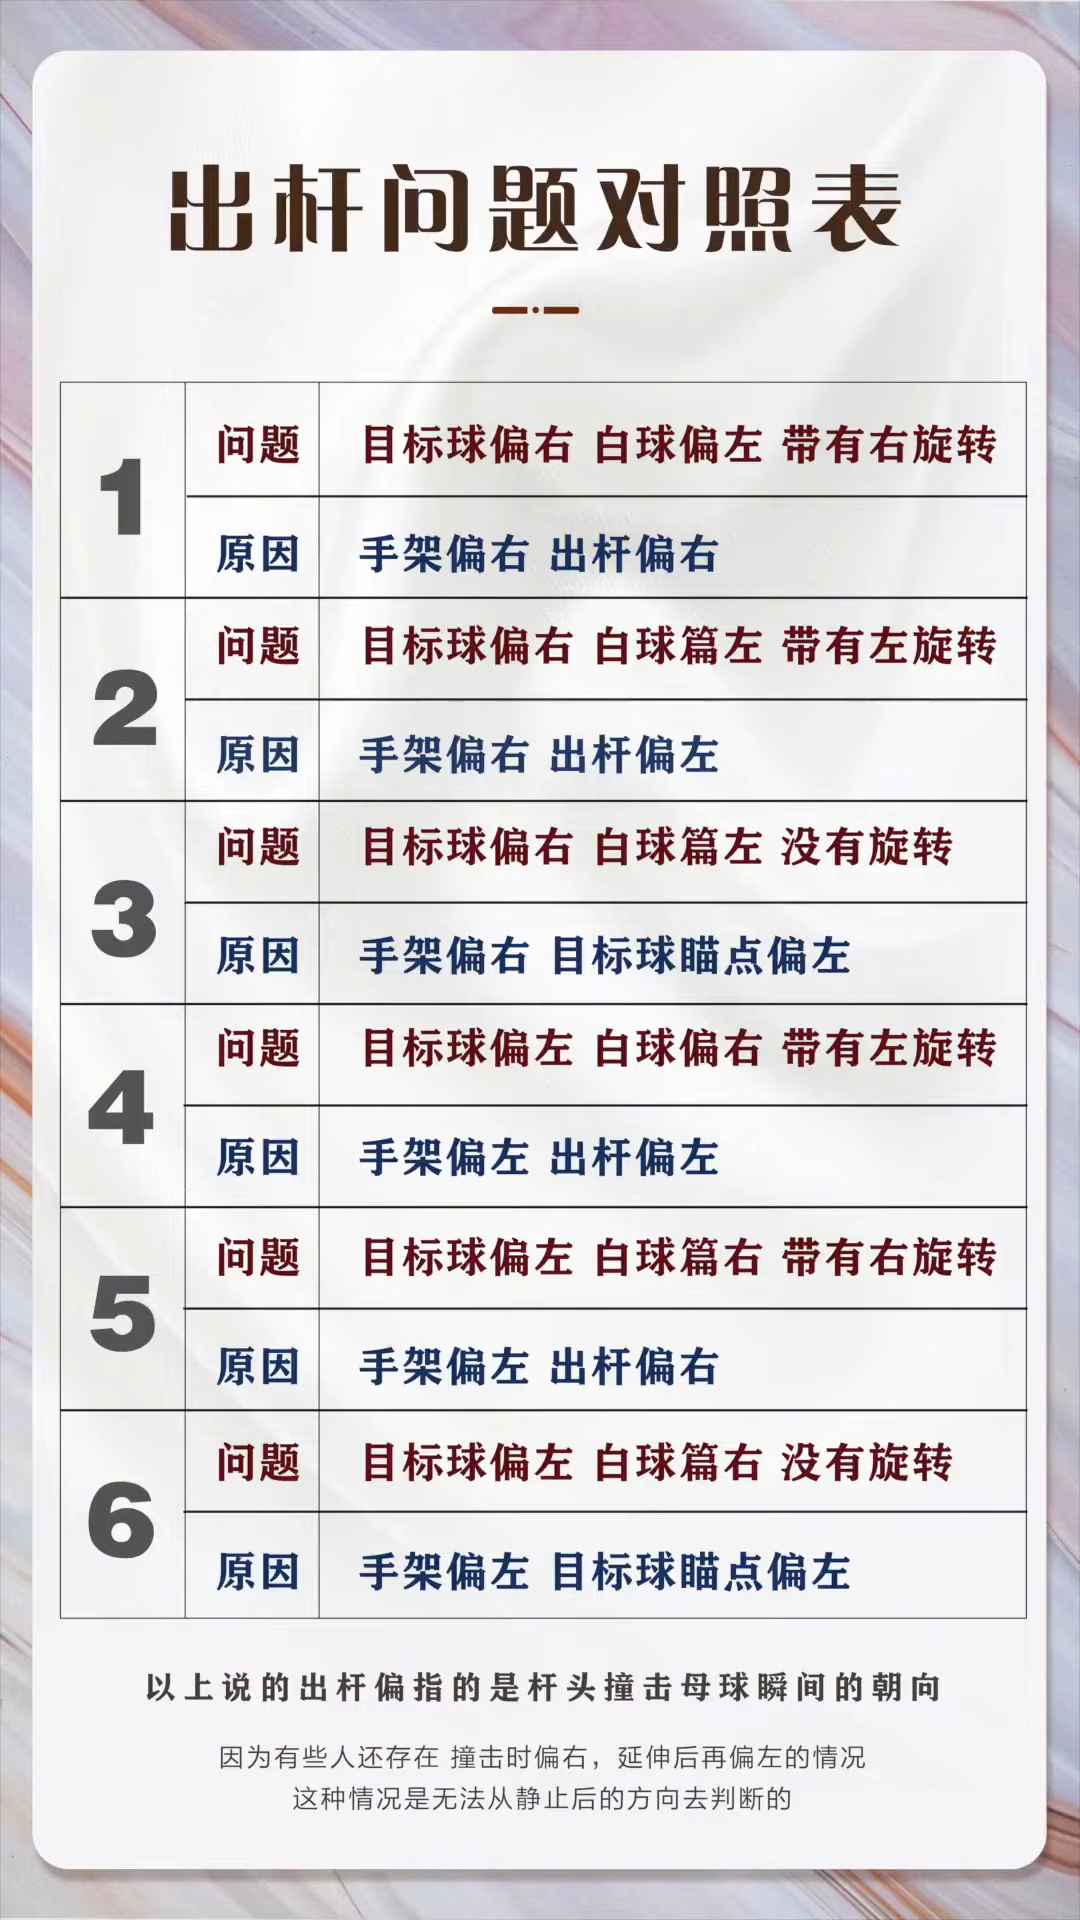 出杆问题对照表
1
问题 目标球偏右 白球偏左 带有右旋转
原因 手架偏右 出杆偏右
2
问题 目标球偏右 白球篇左 带有左旋转
原因 手架偏右 出杆偏左
3
问题 目标球偏右 白球篇左 没有旋转
原因 手架偏右 目标球瞄点偏左
4
问题 目标球偏左 白球偏右 带有左旋转
原因 手架偏左 出杆偏左
5
问题 目标球偏左 白球篇右 带有右旋转
原因 手架偏左 出杆偏右
6
问题 目标球偏左 白球篇右 没有旋转
原因 手架偏左 目标球瞄点偏左
以上说的出杆偏指的是杆头撞击母球瞬间的朝向
因为有些人还存在 撞击时偏右，延伸后再偏左的情况
这种情况是无法从静止后的方向去判断的